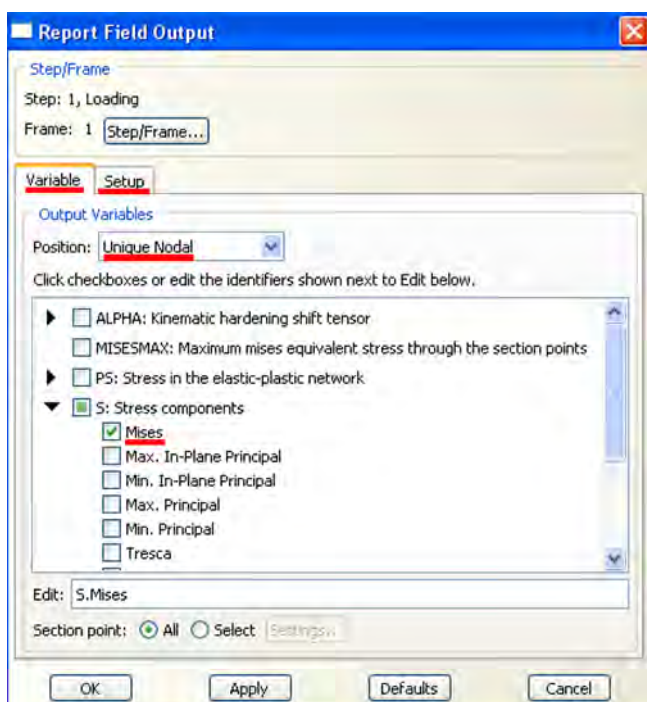 Report Field Output
Step/Frame
Step: 1, Loading
Frame: 1 Step/Frame...
Variable Setup
Output Variables
Position: Unique Nodal
Click checkboxes or edit the identifiers shown next to Edit below.
ALPHA: Kinematic hardening shift tensor
MISESMAX: Maximum mises equivalent stress through the section points
PS: Stress in the elastic-plastic network
S: Stress components
Mises
Max. In-Plane Principal
Min. In-Plane Principal
Max. Principal
Min. Principal
Tresca
Edit: S.Mises
Section point: All Select Settings...
OK Apply Defaults Cancel